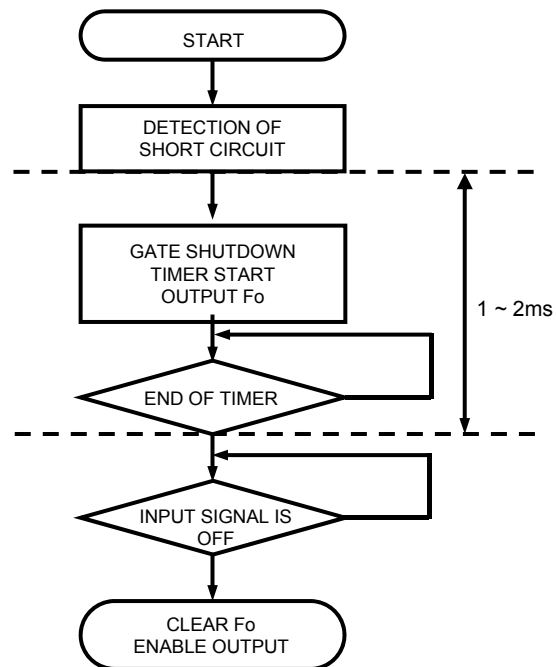 START
DETECTION OF
SHORT CIRCUIT
GATE SHUTDOWN
TIMER START
OUTPUT Fo
1 ~ 2ms
END OF TIMER
INPUT SIGNAL IS
OFF
CLEAR Fo
ENABLE OUTPUT